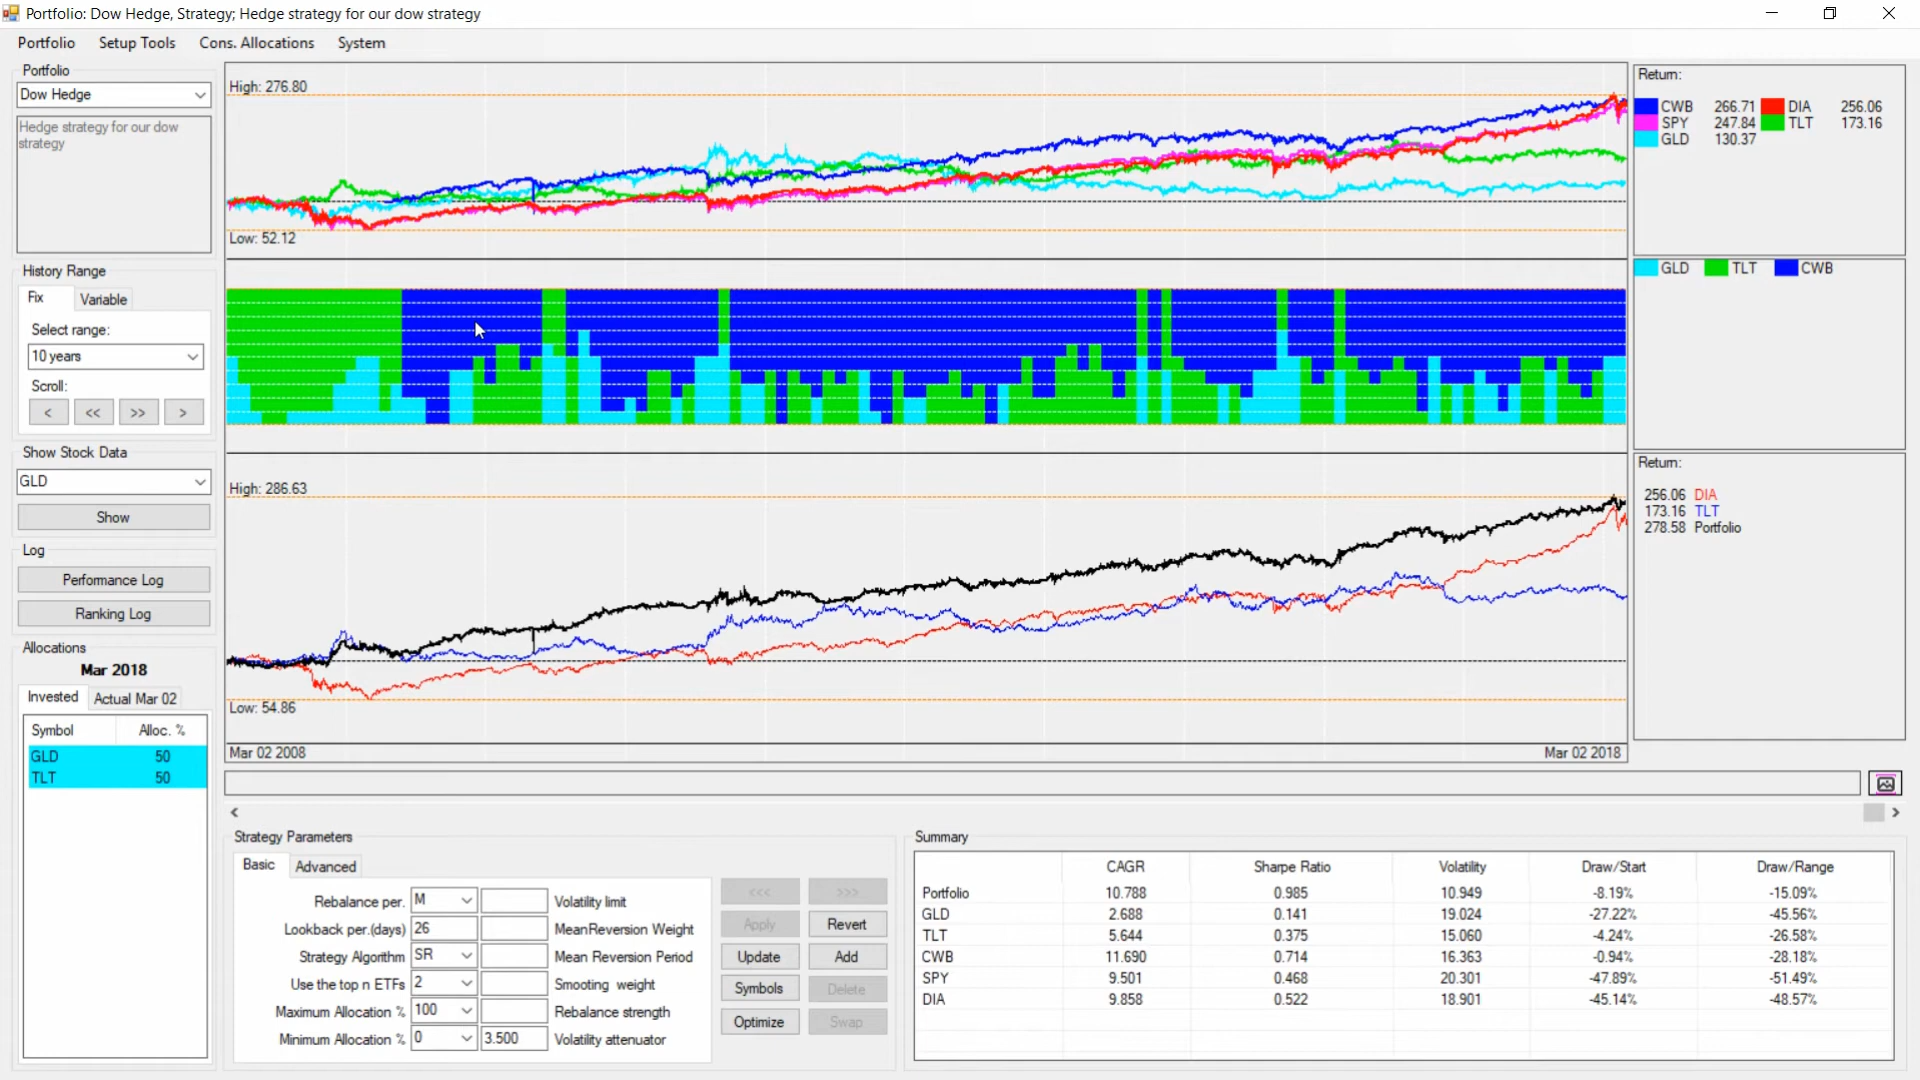 Portfolio: Dow Hedge, Strategy; Hedge strategy for our dow strategy
Portfolio Setup Tools Cons. Allocations System
Portfolio
Dow Hedge
Hedge strategy for our dow
strategy
History Range
Fix Variable
Select range:
10 years
Scroll:
< << >> >
Show Stock Data
GLD
Show
Log
Performance Log
Ranking Log
Allocations
Mar 2018
Invested Actual Mar 02
Symbol Alloc. %
GLD 50
TLT 50
High: 276.80
Low: 52.12
High: 286.63
Low: 54.86
Mar 02 2008 Mar 02 2018
Return:
CWB 266.71 DIA 256.06
SPY 247.84 TLT 173.16
GLD 130.37
GLD TLT CWB
Return:
256.06 DIA
173.16 TLT
278.58 Portfolio
< >
Strategy Parameters
Basic Advanced
Rebalance per. M Volatility limit
Lookback per.(days) 26 MeanReversion Weight
Strategy Algorithm SR Mean Reversion Period
Use the top n ETFs 2 Smooting weight
Maximum Allocation % 100 Rebalance strength
Minimum Allocation % 0 3.500 Volatility attenuator
<<< >>>
Apply Revert
Update Add
Symbols Delete
Optimize Swap
Summary
CAGR Sharpe Ratio Volatility Draw/Start Draw/Range
Portfolio 10.788 0.985 10.949 -8.19% -15.09%
GLD 2.688 0.141 19.024 -27.22% -45.56%
TLT 5.644 0.375 15.060 -4.24% -26.58%
CWB 11.690 0.714 16.363 -0.94% -28.18%
SPY 9.501 0.468 20.301 -47.89% -51.49%
DIA 9.858 0.522 18.901 -45.14% -48.57%